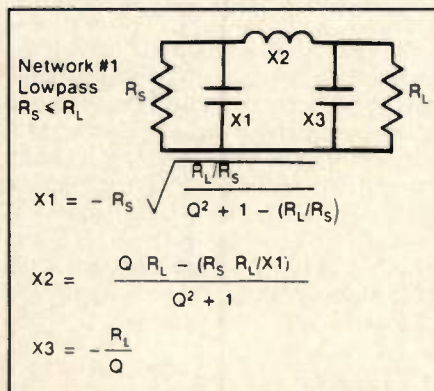 Network #1
Lowpass
R_S ≤ R_L
R_S
X1
X2
X3
R_L
X1 = - R_S √((R_L/R_S) / (Q² + 1 - (R_L/R_S)))
X2 = (Q R_L - (R_S R_L/X1)) / (Q² + 1)
X3 = - R_L / Q